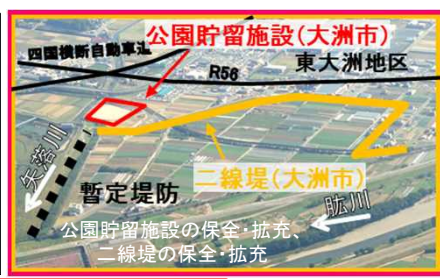 公園貯留施設(大洲市)
四国横断自動車道
R56
東大洲地区
矢落川
二線堤(大洲市)
暫定堤防
肱川
公園貯留施設の保全・拡充、
二線堤の保全・拡充